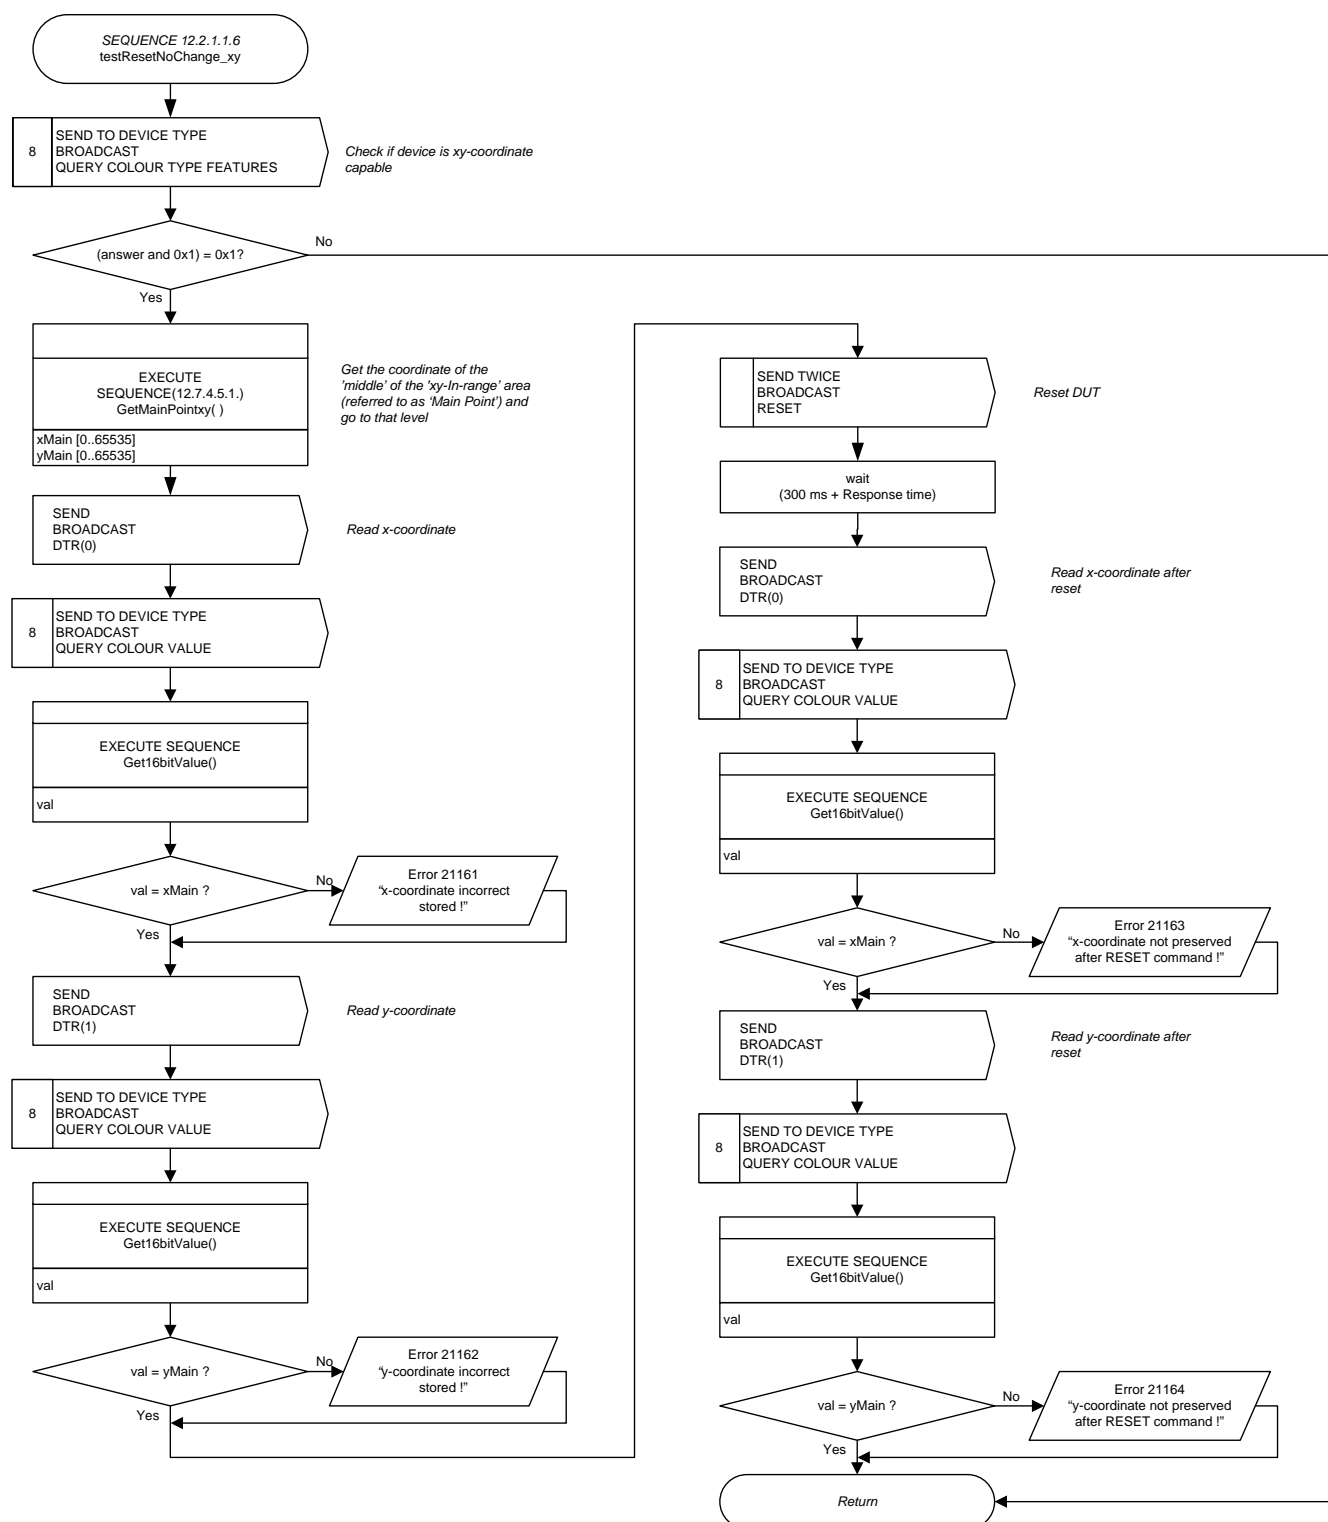 SEQUENCE 12.2.1.1.6
testResetNoChange_xy
8
SEND TO DEVICE TYPE
BROADCAST
QUERY COLOUR TYPE FEATURES
Check if device is xy-coordinate
capable
(answer and 0x1) = 0x1?
No
Yes
EXECUTE
SEQUENCE(12.7.4.5.1.)
GetMainPointxy( )
xMain [0..65535]
yMain [0..65535]
Get the coordinate of the
'middle' of the 'xy-In-range' area
(referred to as ‘Main Point’) and
go to that level
SEND
BROADCAST
DTR(0)
Read x-coordinate
8
SEND TO DEVICE TYPE
BROADCAST
QUERY COLOUR VALUE
EXECUTE SEQUENCE
Get16bitValue()
val
val = xMain ?
No
Error 21161
“x-coordinate incorrect
stored !”
Yes
SEND
BROADCAST
DTR(1)
Read y-coordinate
8
SEND TO DEVICE TYPE
BROADCAST
QUERY COLOUR VALUE
EXECUTE SEQUENCE
Get16bitValue()
val
val = yMain ?
No
Error 21162
“y-coordinate incorrect
stored !”
Yes
SEND TWICE
BROADCAST
RESET
Reset DUT
wait
(300 ms + Response time)
SEND
BROADCAST
DTR(0)
Read x-coordinate after
reset
8
SEND TO DEVICE TYPE
BROADCAST
QUERY COLOUR VALUE
EXECUTE SEQUENCE
Get16bitValue()
val
val = xMain ?
No
Error 21163
“x-coordinate not preserved
after RESET command !”
Yes
SEND
BROADCAST
DTR(1)
Read y-coordinate after
reset
8
SEND TO DEVICE TYPE
BROADCAST
QUERY COLOUR VALUE
EXECUTE SEQUENCE
Get16bitValue()
val
val = yMain ?
No
Error 21164
“y-coordinate not preserved
after RESET command !”
Yes
Return